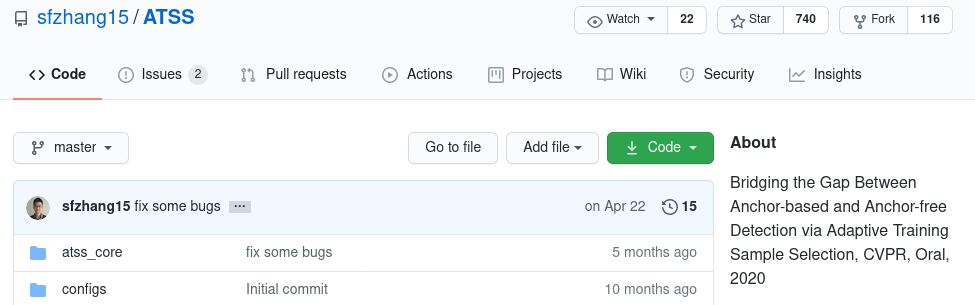 sfzhang15 / ATSS Watch 22 Star 740 Fork 116
Code Issues 2 Pull requests Actions Projects Wiki Security Insights
master Go to file Add file Code About
Bridging the Gap Between
sfzhang15 fix some bugs ... on Apr 22 15 Anchor-based and Anchor-free
Detection via Adaptive Training
atss_core fix some bugs 5 months ago Sample Selection, CVPR, Oral,
2020
configs Initial commit 10 months ago